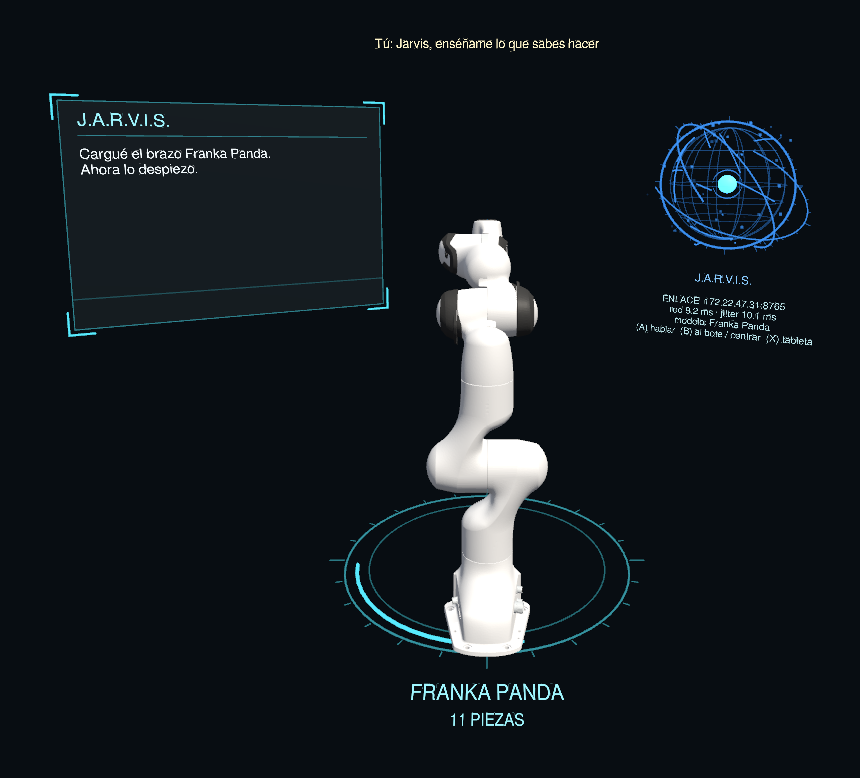 Tú: Jarvis, enséñame lo que sabes hacer
J.A.R.V.I.S.
Cargué el brazo Franka Panda.
Ahora lo despiezo.
J.A.R.V.I.S.
ENLACE 172.22.47.31:8765
red 9.2 ms · jitter 10.1 ms
modelo: Franka Panda
(A) hablar (B) al bote / centrar (X) tableta
FRANKA PANDA
11 PIEZAS